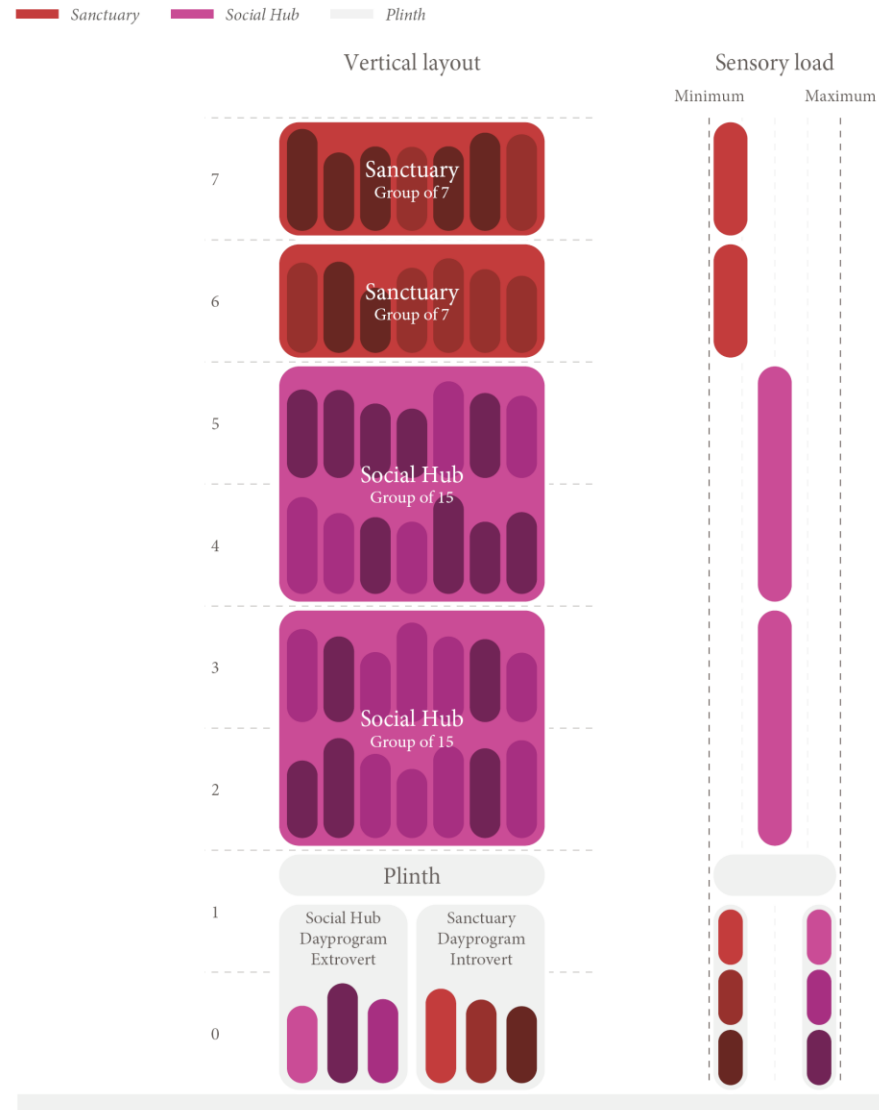 Sanctuary Social Hub Plinth
Vertical layout Sensory load
Minimum Maximum
7
Sanctuary
Group of 7
6
Sanctuary
Group of 7
5
Social Hub
Group of 15
4
3
Social Hub
Group of 15
2
Plinth
1
Social Hub
Dayprogram
Extrovert
Sanctuary
Dayprogram
Introvert
0